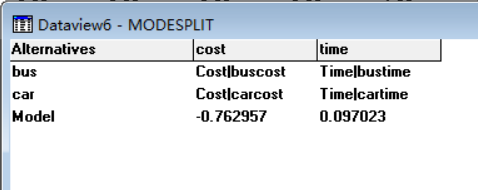 Dataview6 - MODESPLIT
Alternatives cost time
bus Cost|buscost Time|bustime
car Cost|carcost Time|cartime
Model -0.762957 0.097023